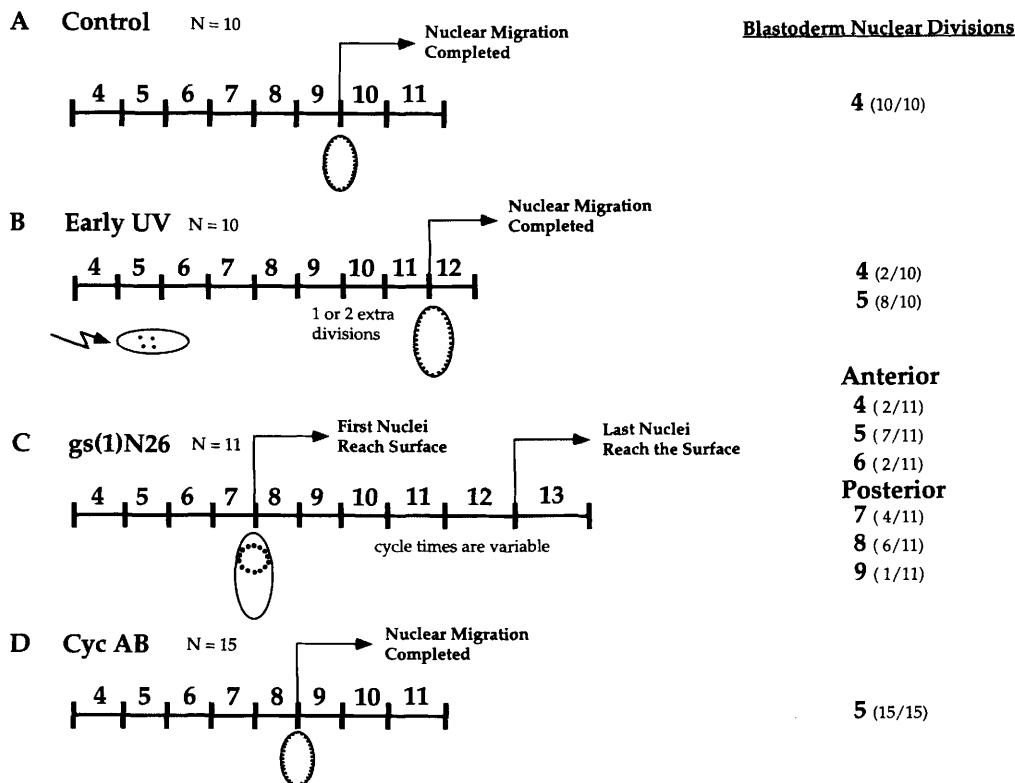 A Control N = 10
Nuclear Migration
Completed
Blastoderm Nuclear Divisions
4 5 6 7 8 9 10 11
4 (10/10)
B Early UV N = 10
Nuclear Migration
Completed
4 5 6 7 8 9 10 11 12
1 or 2 extra
divisions
4 (2/10)
5 (8/10)
C gs(1)N26 N = 11
First Nuclei
Reach Surface
Last Nuclei
Reach the Surface
4 5 6 7 8 9 10 11 12 13
cycle times are variable
Anterior
4 ( 2/11)
5 (7/11)
6 (2/11)
Posterior
7 ( 4/11)
8 ( 6/11)
9 ( 1/11)
D Cyc AB N = 15
Nuclear Migration
Completed
4 5 6 7 8 9 10 11
5 (15/15)